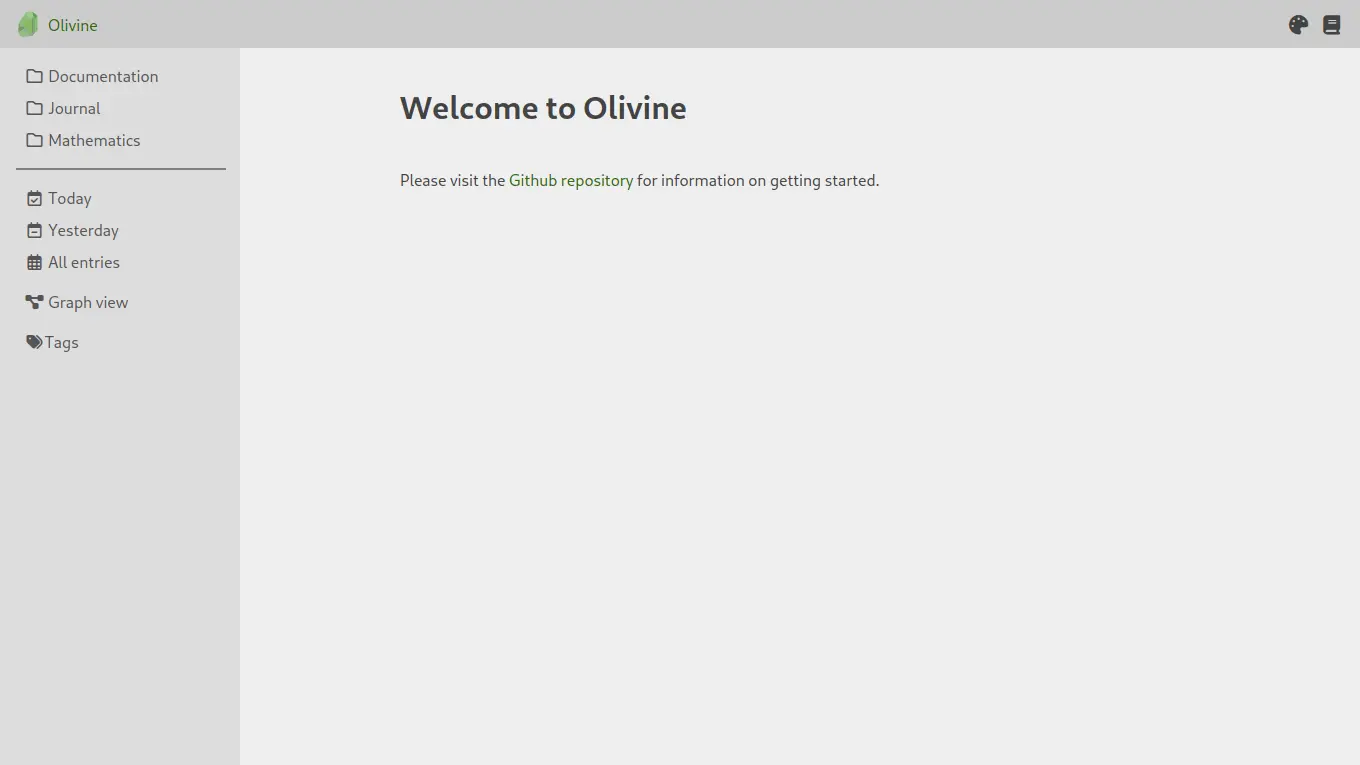 Olivine
Documentation
Journal
Mathematics
Today
Yesterday
All entries
Graph view
Tags
Welcome to Olivine
Please visit the Github repository for information on getting started.